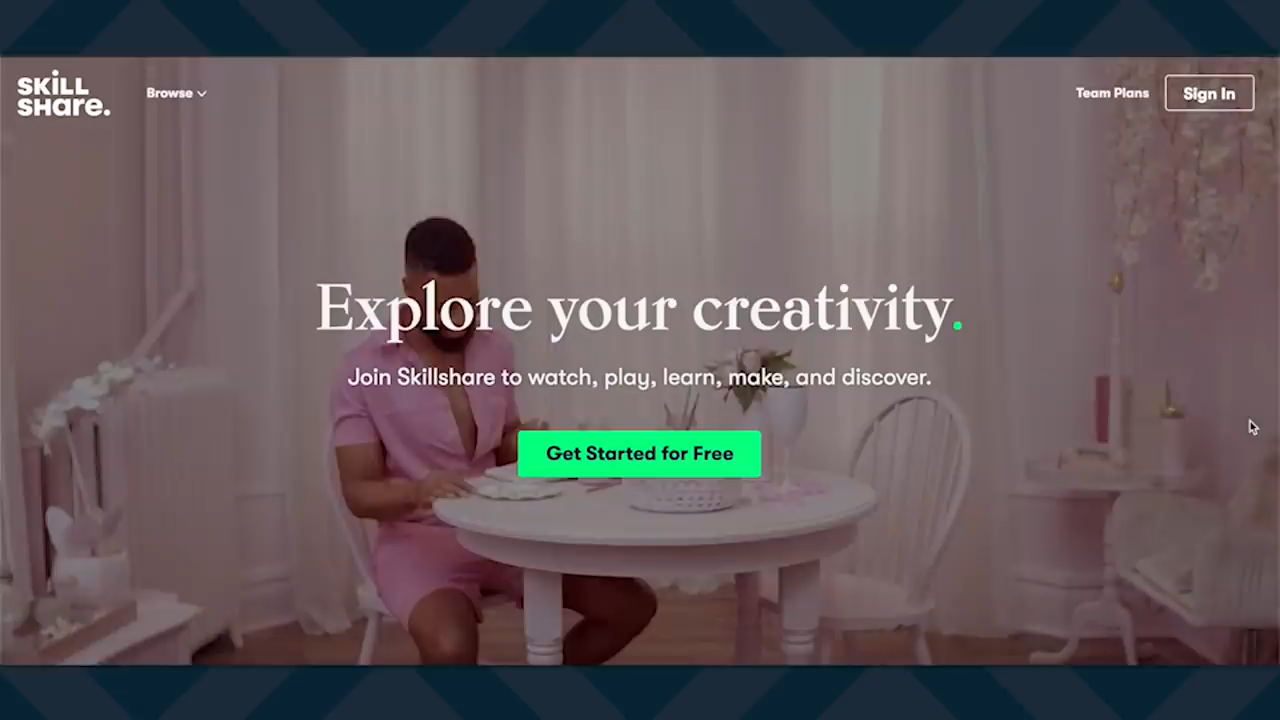 SKILL
SHare.
Browse
Team Plans
Sign In
Explore your creativity.
Join Skillshare to watch, play, learn, make, and discover.
Get Started for Free